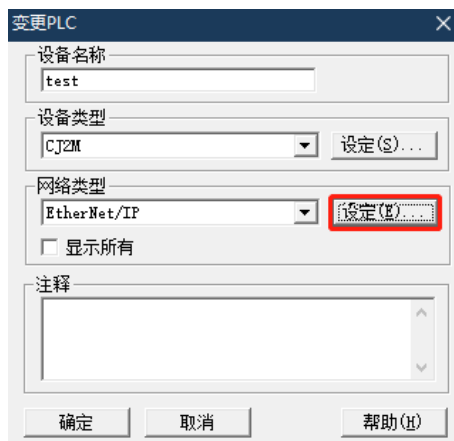 变更PLC
设备名称
test
设备类型
CJ2M
设定(S)...
网络类型
EtherNet/IP
设定(E)...
显示所有
注释
确定
取消
帮助(H)